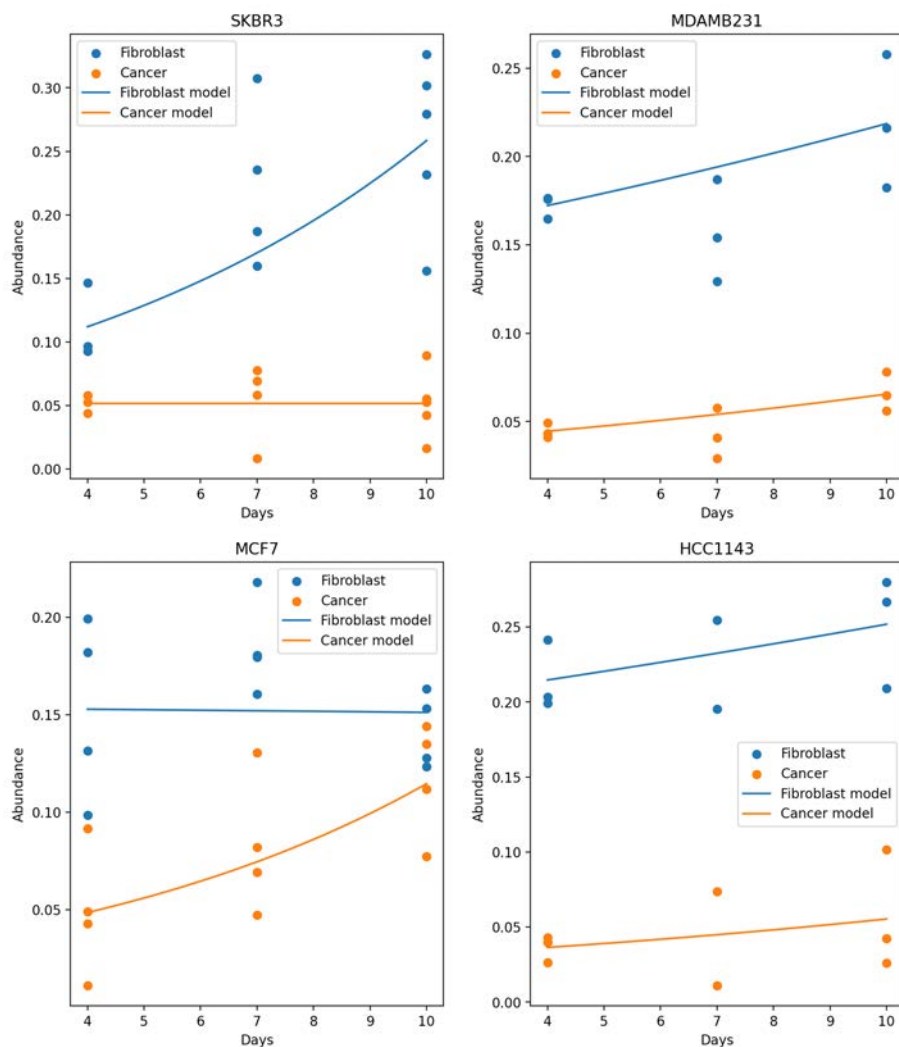 SKBR3
Fibroblast
Cancer
Fibroblast model
Cancer model
0.30
0.25
0.20
0.15
0.10
0.05
0.00
Abundance
4 5 6 7 8 9 10
Days
MDAMB231
Fibroblast
Cancer
Fibroblast model
Cancer model
0.25
0.20
0.15
0.10
0.05
Abundance
4 5 6 7 8 9 10
Days
MCF7
Fibroblast
Cancer
Fibroblast model
Cancer model
0.20
0.15
0.10
0.05
Abundance
4 5 6 7 8 9 10
Days
HCC1143
0.25
0.20
0.15
0.10
0.05
0.00
Abundance
Fibroblast
Cancer
Fibroblast model
Cancer model
4 5 6 7 8 9 10
Days